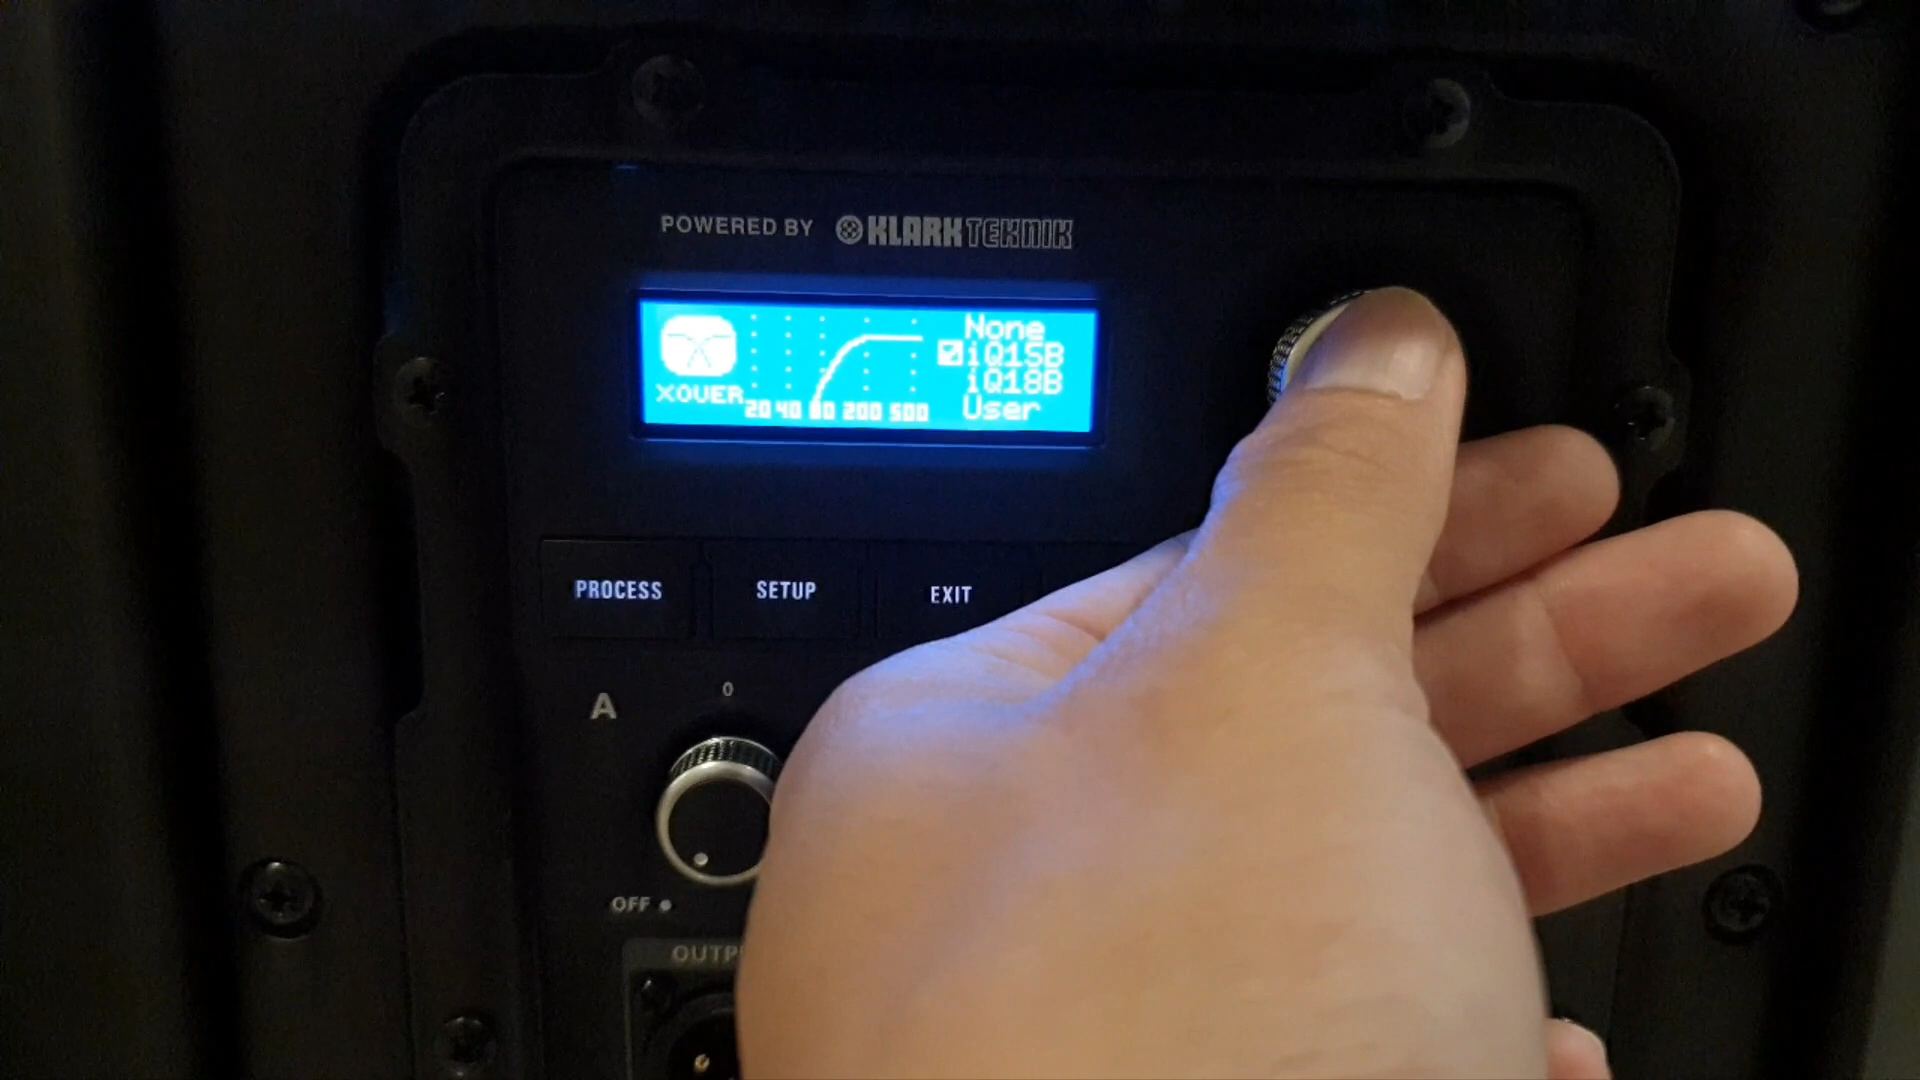 POWERED BY KLARK TEKNIK
None
iQ15B
iQ18B
XOVER
20 40 80 200 500 User
PROCESS SETUP EXIT
A 0
OFF